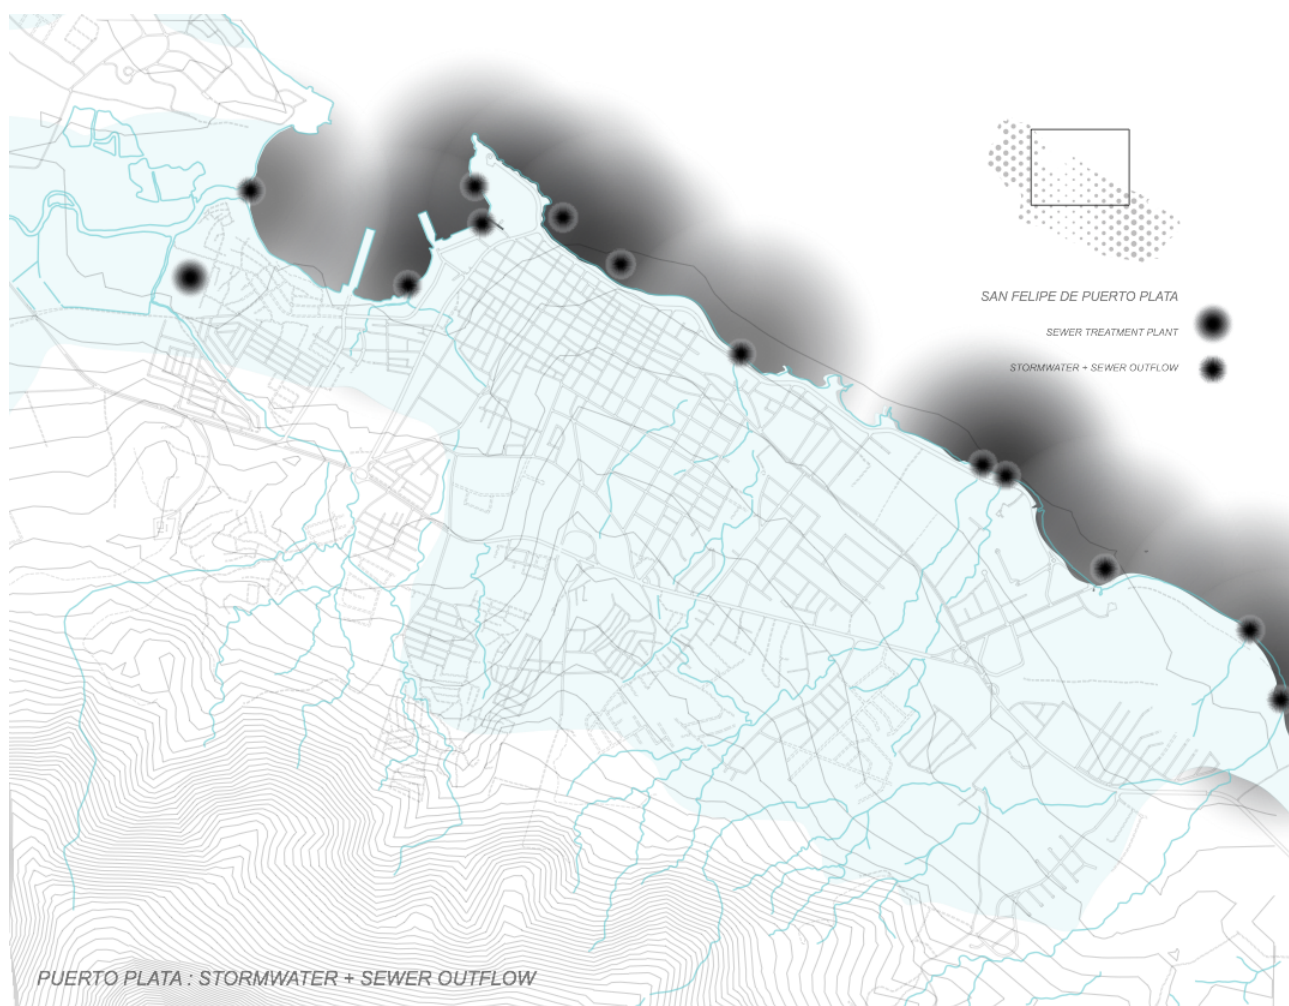 SAN FELIPE DE PUERTO PLATA
SEWER TREATMENT PLANT
STORMWATER + SEWER OUTFLOW
PUERTO PLATA : STORMWATER + SEWER OUTFLOW